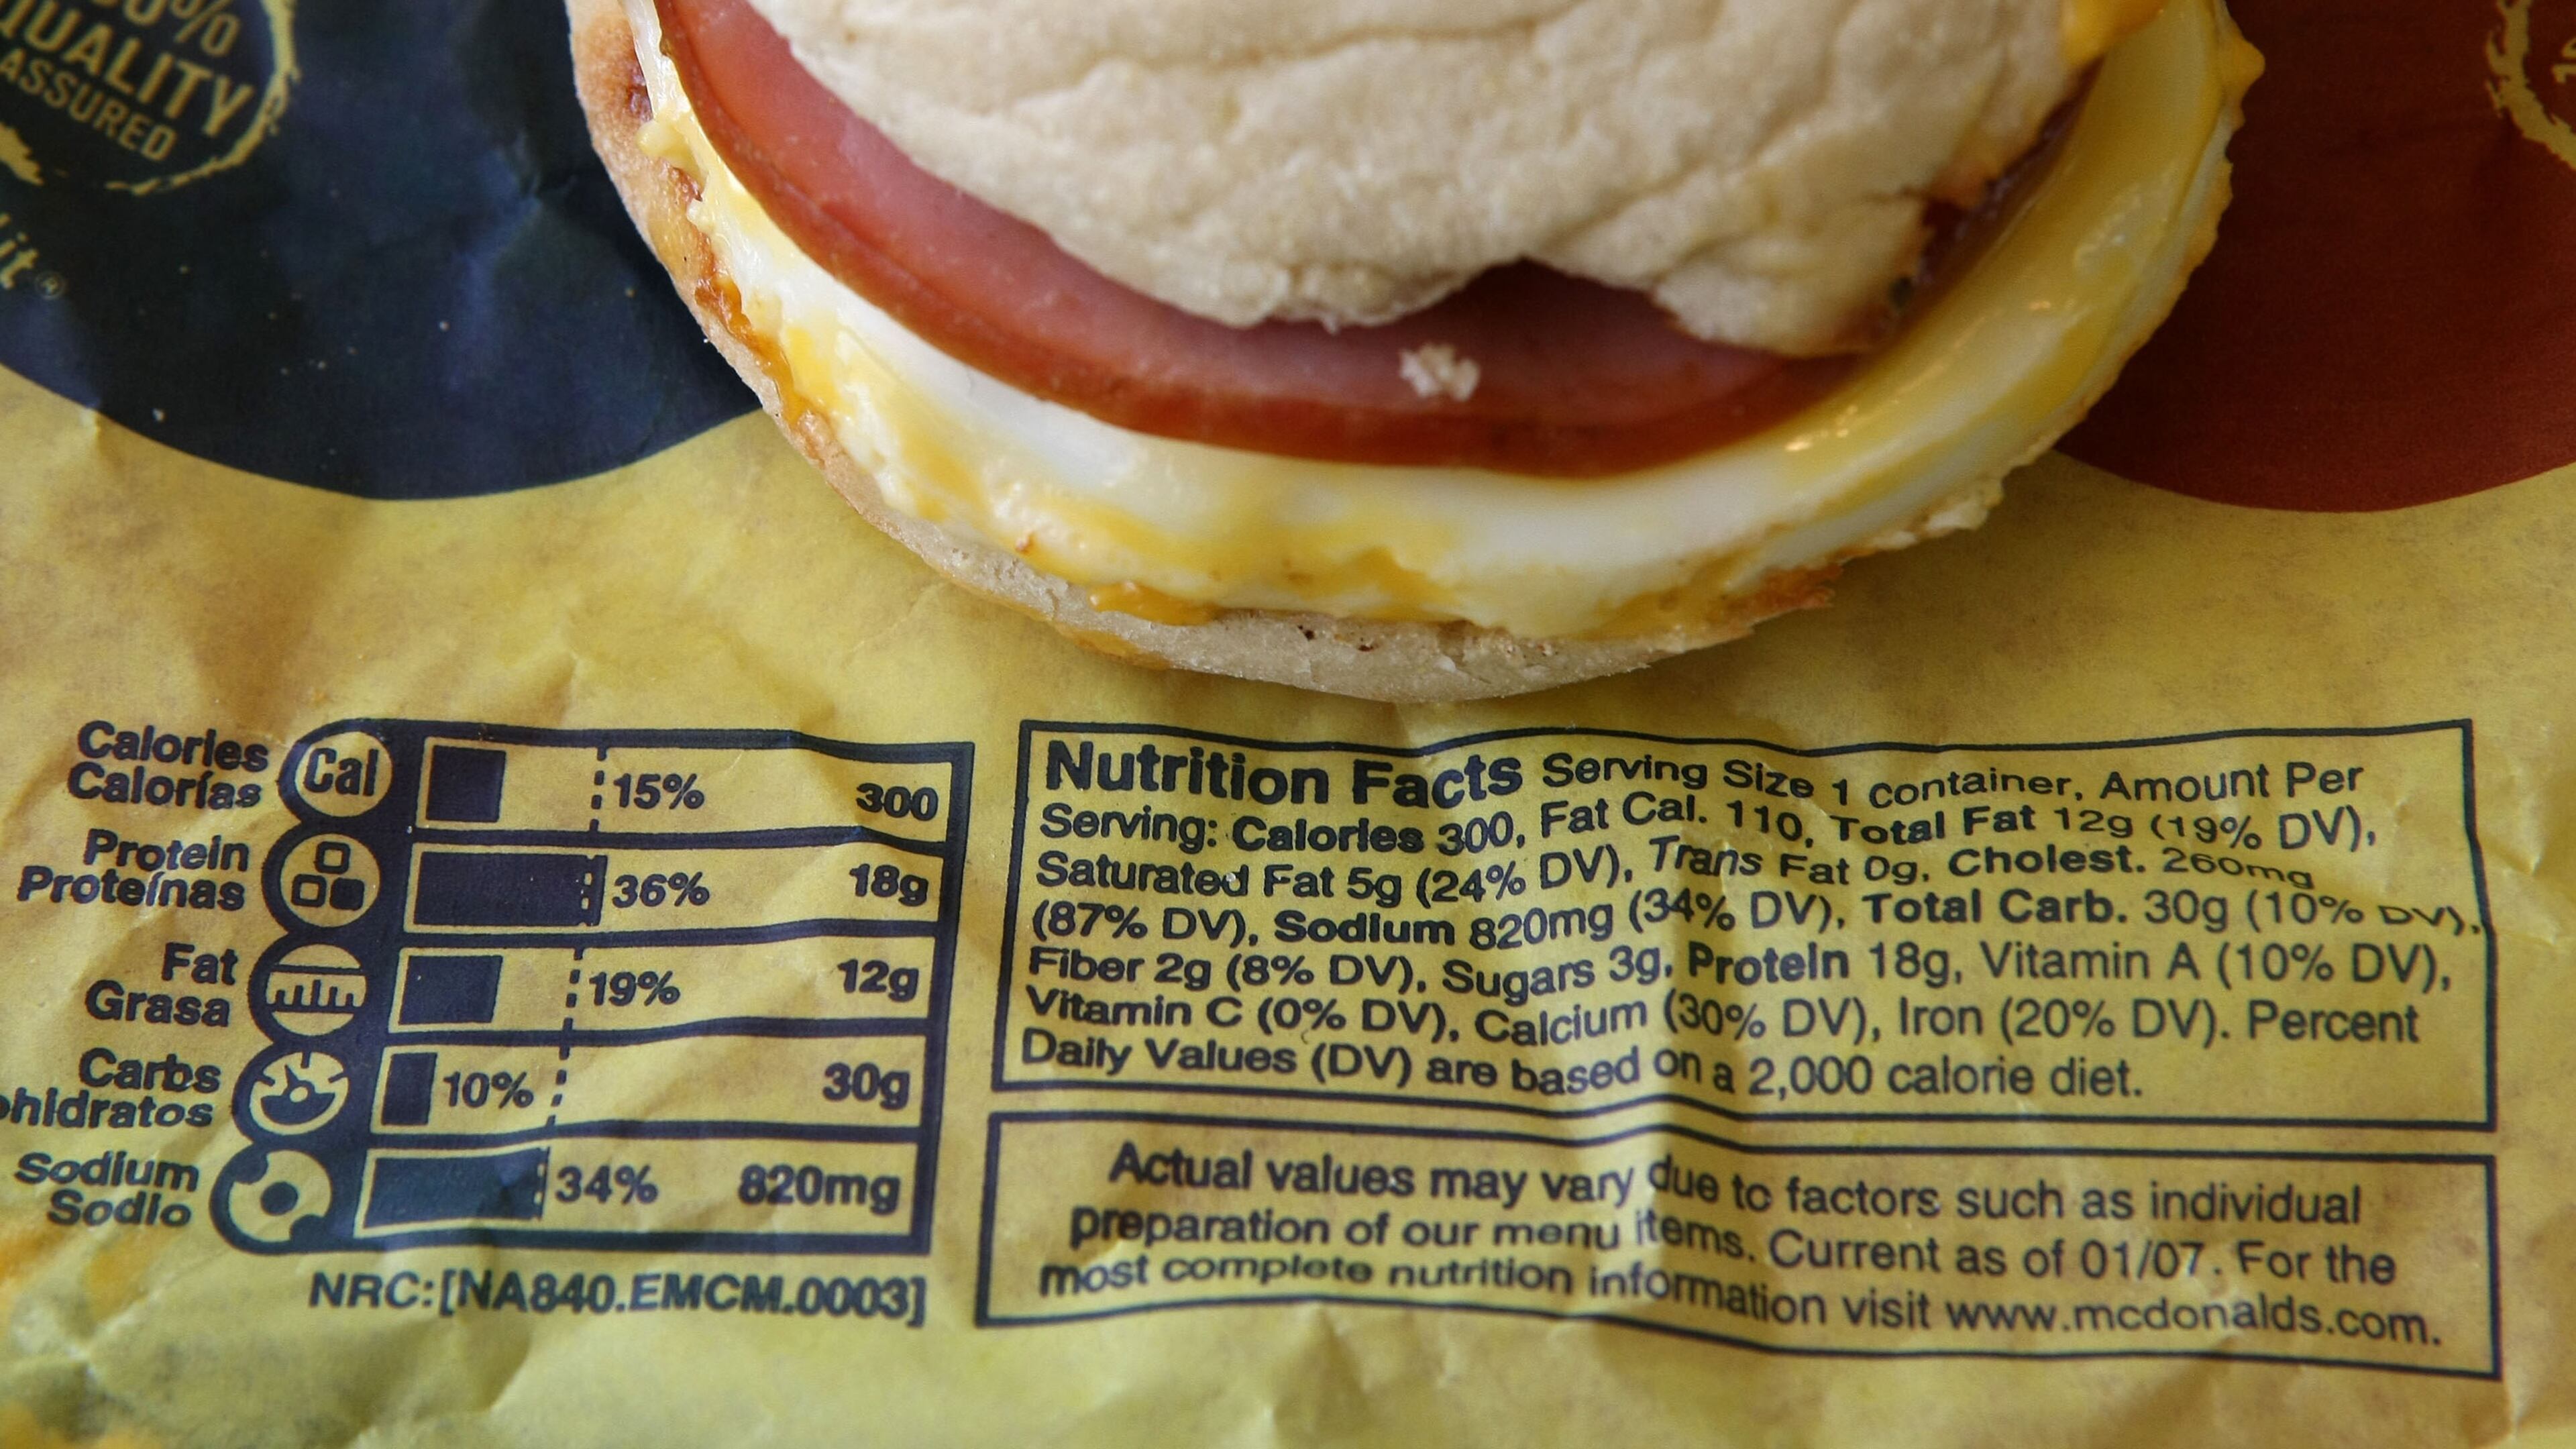 QUALITY
ASSURED
it®
Calories
Calorías
Cal
15%
300
Protein
Proteínas
36%
18g
Fat
Grasa
19%
12g
Carbs
10%
30g
Sodium
Sodio
34%
820mg
NRC:[NA840.EMCM.0003]
Nutrition Facts Serving Size 1 container, Amount Per
Serving: Calories 300, Fat Cal. 110, Total Fat 12g (19% DV),
Saturated Fat 5g (24% DV), Trans Fat 0g, Cholest. 260mg
(87% DV), Sodium 820mg (34% DV), Total Carb. 30g (10% DV),
Fiber 2g (8% DV), Sugars 3g, Protein 18g, Vitamin A (10% DV),
Vitamin C (0% DV), Calcium (30% DV), Iron (20% DV). Percent
Daily Values (DV) are based on a 2,000 calorie diet.
Actual values may vary due to factors such as individual
preparation of our menu items. Current as of 01/07. For the
most complete nutrition information visit www.mcdonalds.com.